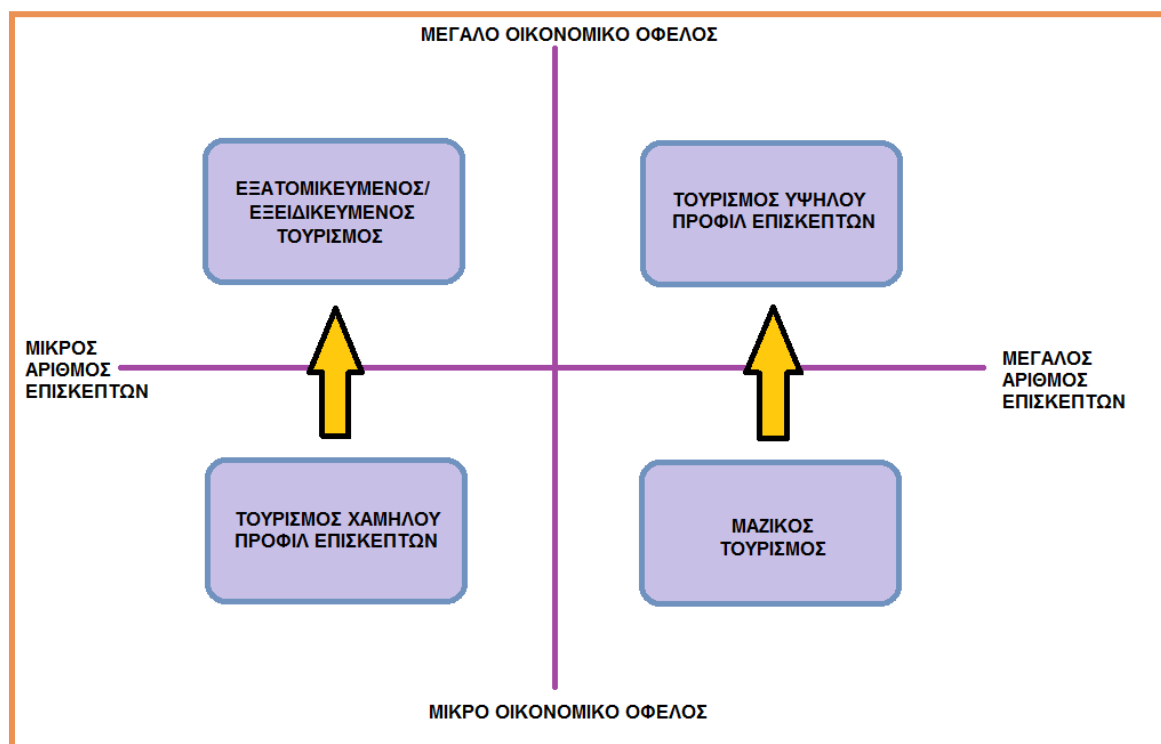 ΜΕΓΑΛΟ ΟΙΚΟΝΟΜΙΚΟ ΟΦΕΛΟΣ
ΕΞΑΤΟΜΙΚΕΥΜΕΝΟΣ/
ΕΞΕΙΔΙΚΕΥΜΕΝΟΣ
ΤΟΥΡΙΣΜΟΣ
ΤΟΥΡΙΣΜΟΣ ΥΨΗΛΟΥ
ΠΡΟΦΙΛ ΕΠΙΣΚΕΠΤΩΝ
ΜΙΚΡΟΣ
ΑΡΙΘΜΟΣ
ΕΠΙΣΚΕΠΤΩΝ
ΜΕΓΑΛΟΣ
ΑΡΙΘΜΟΣ
ΕΠΙΣΚΕΠΤΩΝ
ΤΟΥΡΙΣΜΟΣ ΧΑΜΗΛΟΥ
ΠΡΟΦΙΛ ΕΠΙΣΚΕΠΤΩΝ
ΜΑΖΙΚΟΣ
ΤΟΥΡΙΣΜΟΣ
ΜΙΚΡΟ ΟΙΚΟΝΟΜΙΚΟ ΟΦΕΛΟΣ